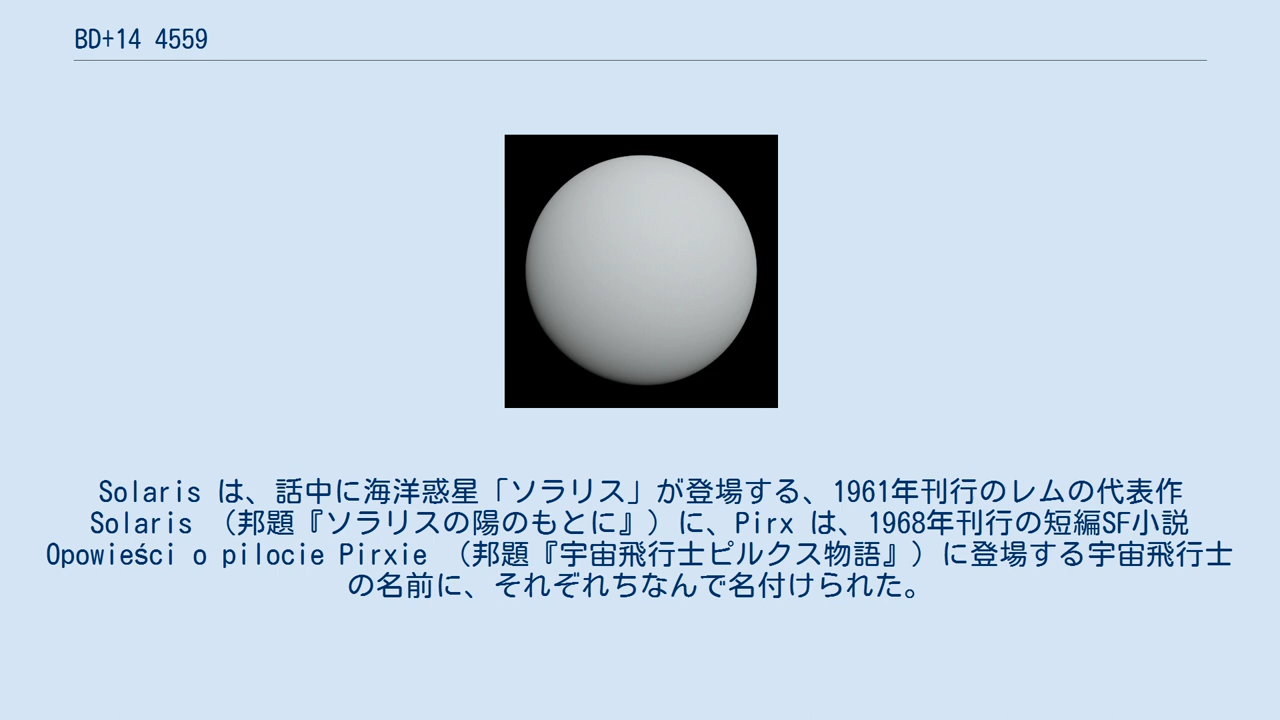 BD+14 4559
Solaris は、話中に海洋惑星「ソラリス」が登場する、1961年刊行のレムの代表作
Solaris （邦題『ソラリスの陽のもとに』）に、Pirx は、1968年刊行の短編SF小説
Opowieści o pilocie Pirxie （邦題『宇宙飛行士ピルクス物語』）に登場する宇宙飛行士
の名前に、それぞれちなんで名付けられた。